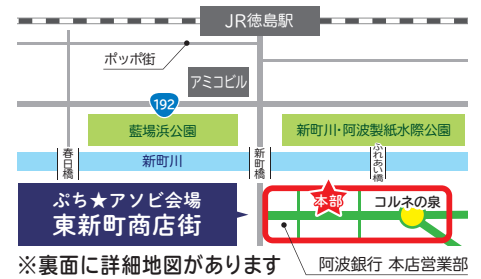 JR徳島駅
ポッポ街
アミコビル
192
藍場浜公園
新町川・阿波製紙水際公園
春日橋
新町川
新町橋
ふれあい橋
ぷち★アソビ会場
東新町商店街
本部
コルネの泉
※裏面に詳細地図があります
阿波銀行 本店営業部